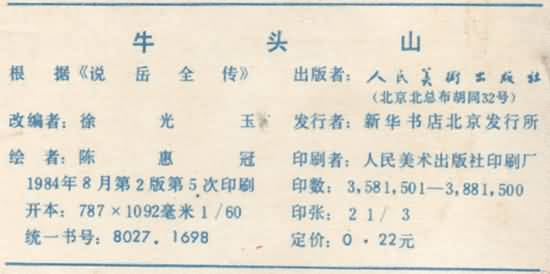 牛头山
根据《说岳全传》
改编者：徐光玉
绘者：陈惠冠
1984年8月第2版第5次印刷
开本：787×1092毫米1/60
统一书号：8027．1698
出版者：人民美術出版社
（北京北总布胡同32号）
发行者：新华书店北京发行所
印刷者：人民美术出版社印刷厂
印数：3,581,501—3,881,500
印张：2 1/3
定价：0．22元